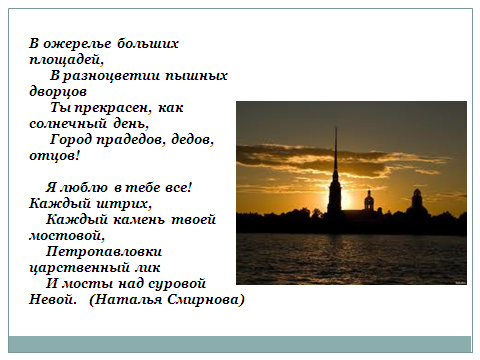 В ожерелье больших
площадей,
В разноцветии пышных
дворцов
Ты прекрасен, как
солнечный день,
Город прадедов, дедов,
отцов!
Я люблю в тебе все!
Каждый штрих,
Каждый камень твоей
мостовой,
Петропавловки
царственный лик
И мосты над суровой
Невой. (Наталья Смирнова)